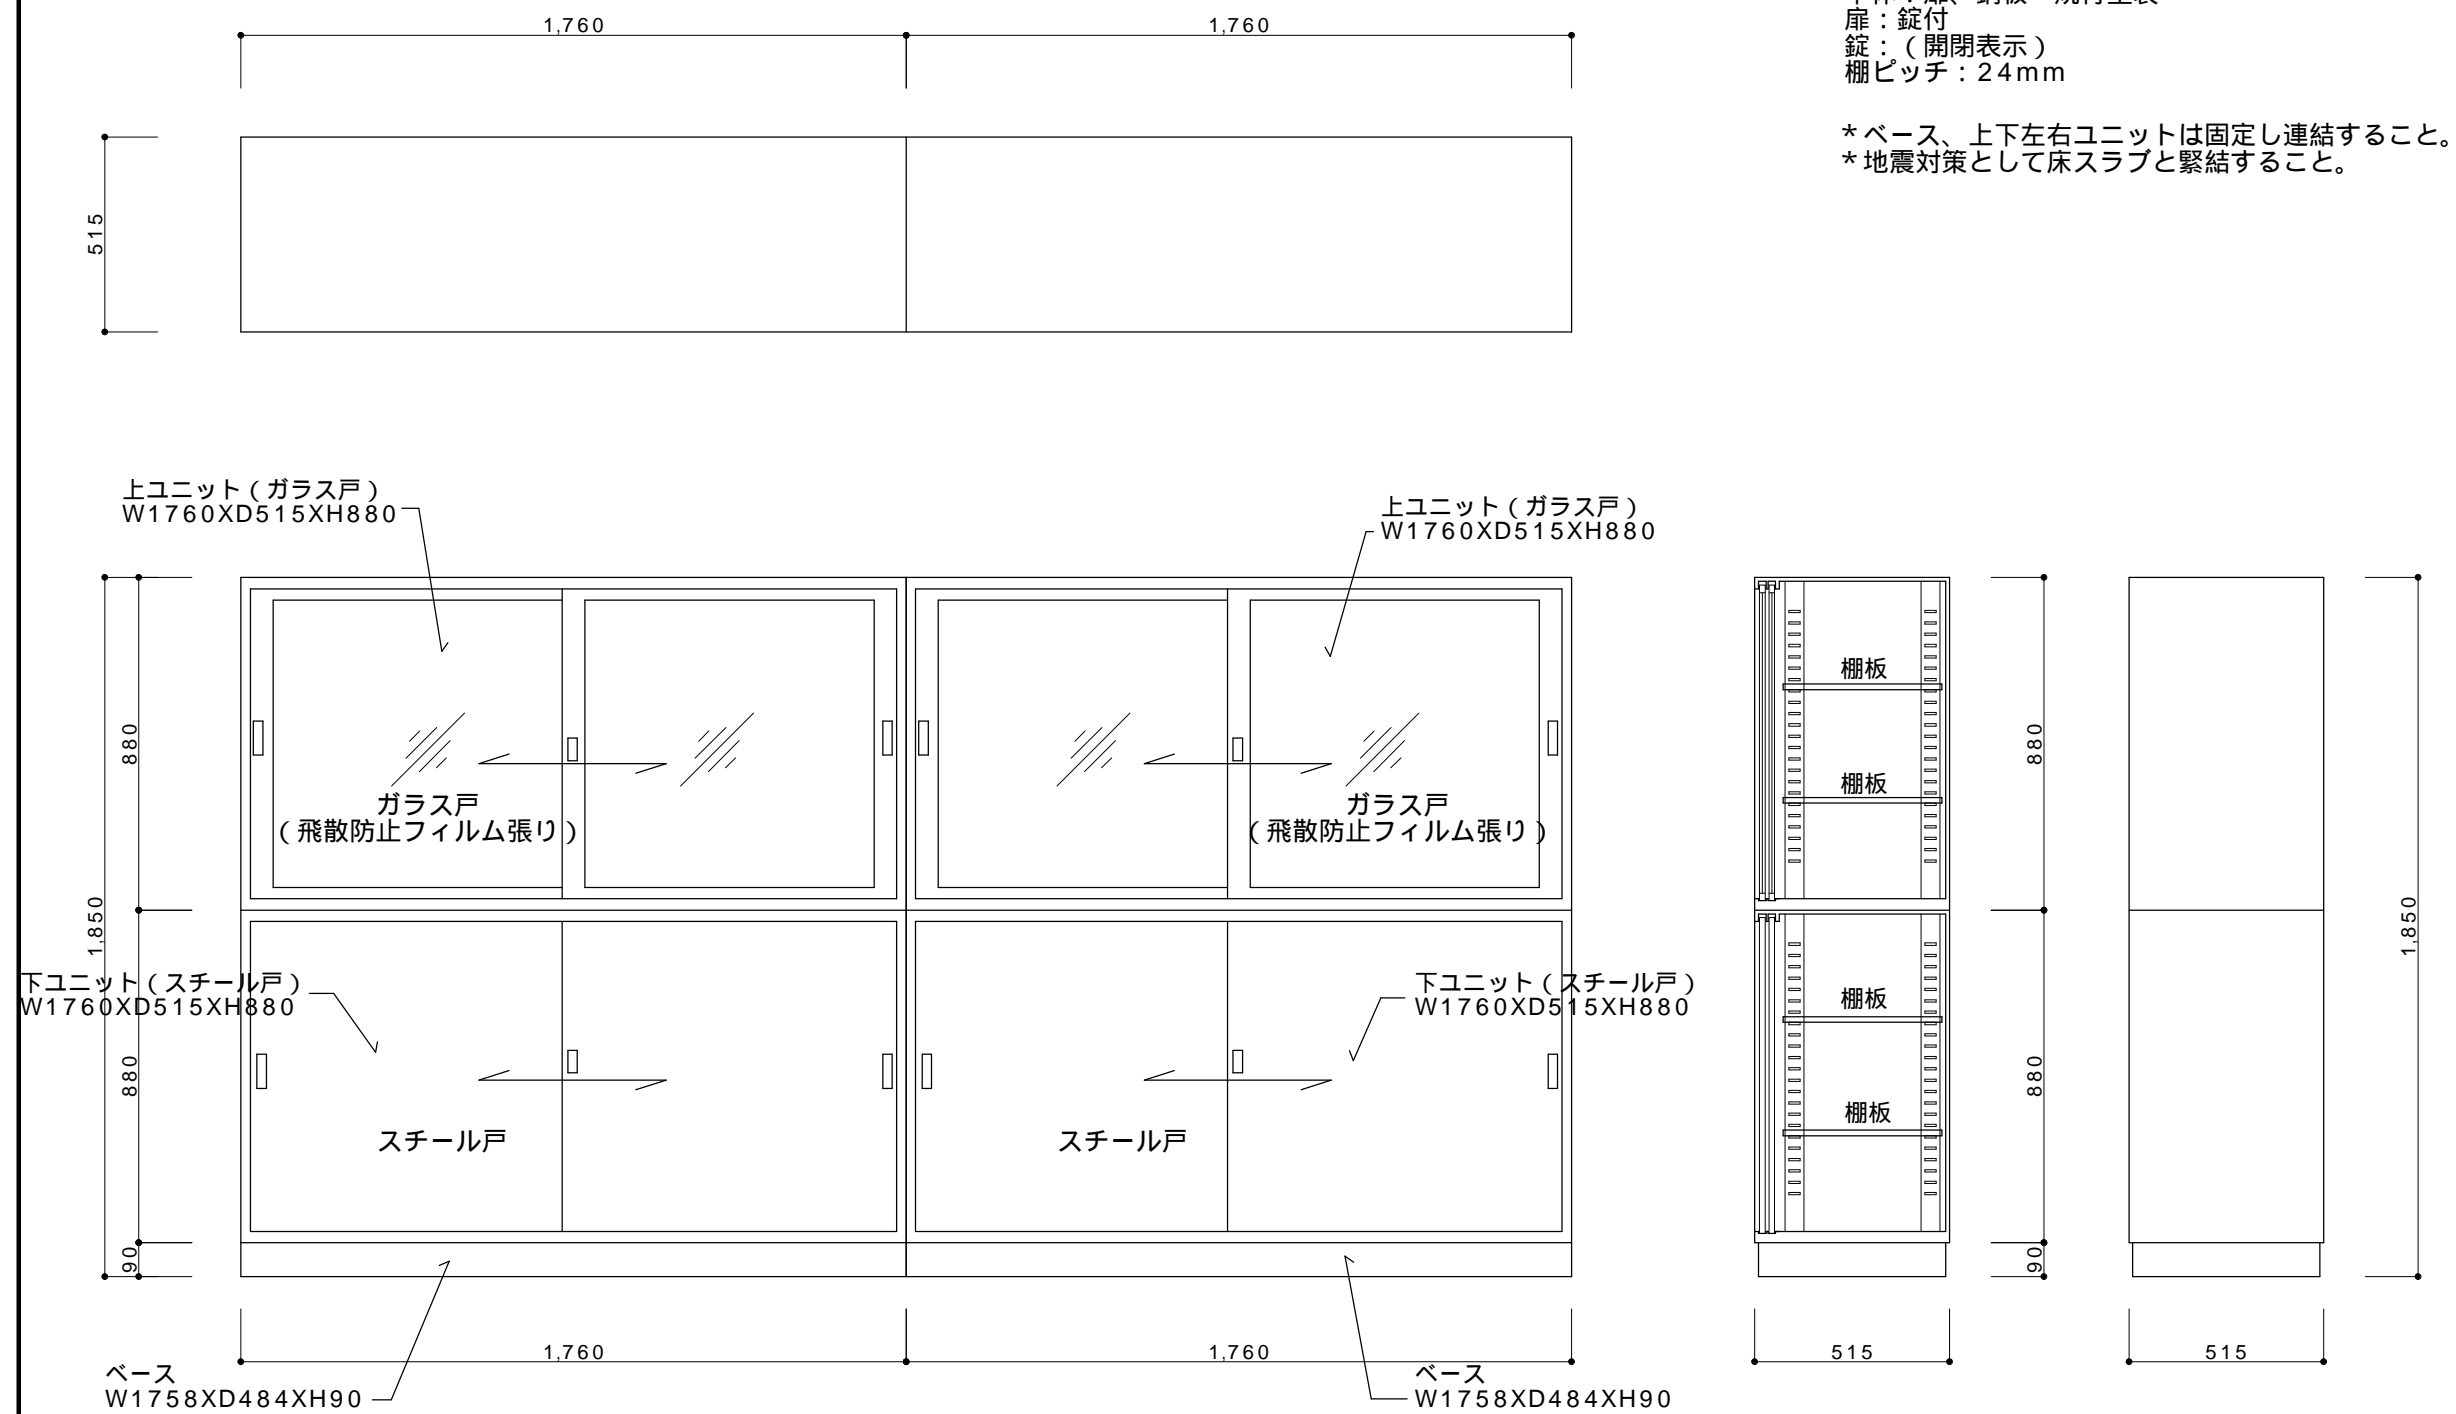 扉：錠付
錠：（開閉表示）
棚ピッチ：24mm
*ベース、上下左右ユニットは固定し連結すること。
*地震対策として床スラブと緊結すること。
1,760
1,760
515
上ユニット（ガラス戸）
W1760XD515XH880
上ユニット（ガラス戸）
W1760XD515XH880
880
1,850
880
90
ガラス戸
（飛散防止フィルム張り）
ガラス戸
（飛散防止フィルム張り）
下ユニット（スチール戸）
W1760XD515XH880
下ユニット（スチール戸）
W1760XD515XH880
スチール戸
スチール戸
棚板
棚板
棚板
棚板
880
880
90
1,850
1,760
1,760
515
515
ベース
W1758XD484XH90
ベース
W1758XD484XH90